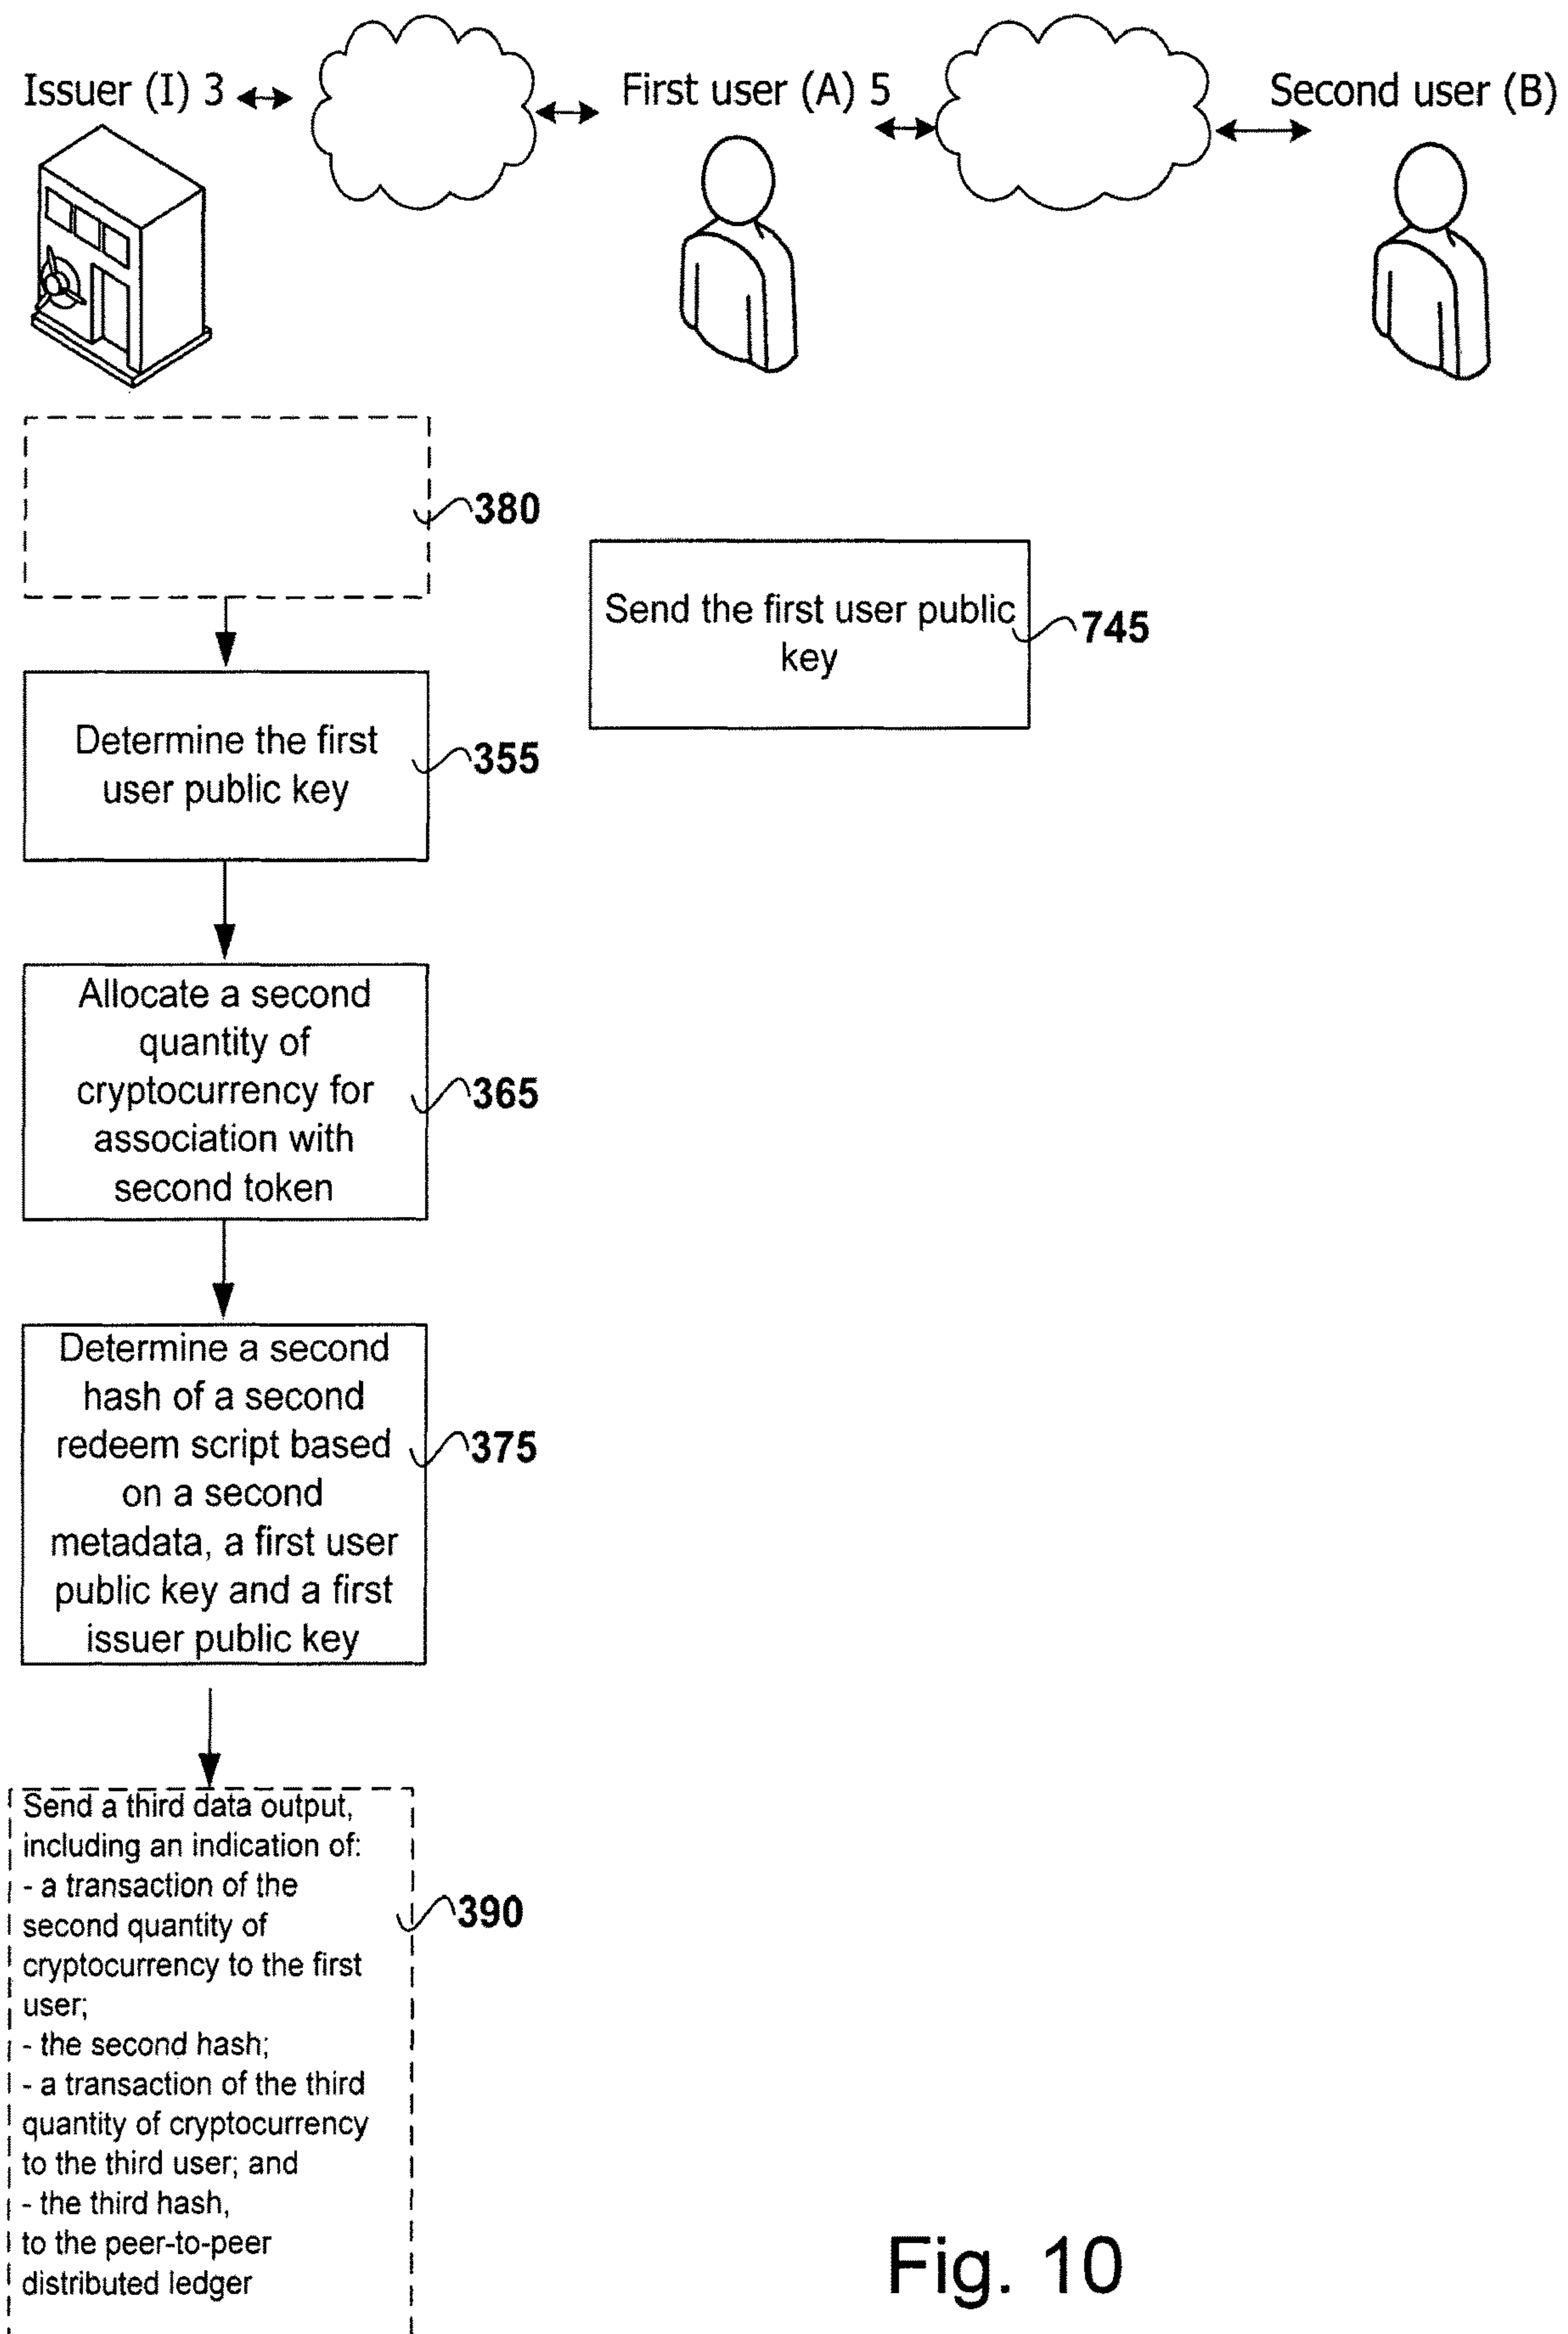 Issuer (I) 3
First user (A) 5
Second user (B)
380
Send the first user public
key
745
Determine the first
user public key
355
Allocate a second
quantity of
cryptocurrency for
association with
second token
365
Determine a second
hash of a second
redeem script based
on a second
metadata, a first user
public key and a first
issuer public key
375
Send a third data output,
including an indication of:
- a transaction of the
second quantity of
cryptocurrency to the first
user;
- the second hash;
- a transaction of the third
quantity of cryptocurrency
to the third user; and
- the third hash,
to the peer-to-peer
distributed ledger
390
Fig. 10